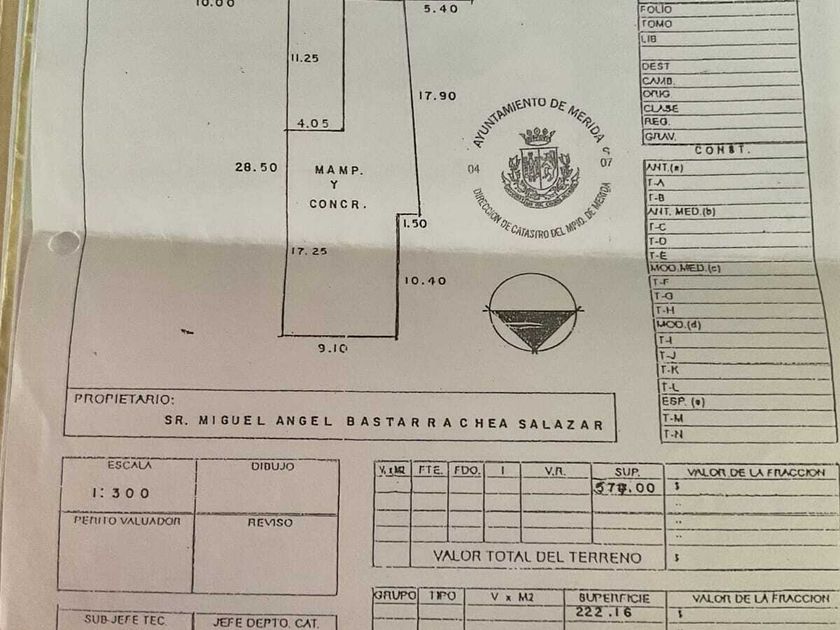 10.00
5.40
11.25
17.90
4.05
28.50
MAMP.
Y
CONCR.
1.50
17.25
10.40
9.10
AYUNTAMIENTO DE MERIDA
04
07
DIRECCION DE CATASTRO DEL MPIO. DE MERIDA
FOLIO
TOMO
LIB
DEST
CAMB.
ORIG.
CLASE
REG.
GRAV.
CONST.
ANT.(a)
T-A
T-B
ANT. MED.(b)
T-C
T-D
T-E
MOD.MED.(c)
T-F
T-G
T-H
MOD.(d)
T-I
T-J
T-K
T-L
ESP. (e)
T-M
T-N
PROPIETARIO:
SR. MIGUEL ANGEL BASTARRACHEA SALAZAR
ESCALA DIBUJO
1:300
PERITO VALUADOR REVISO
SUB-JEFE TEC. JEFE DEPTO. CAT.
V. x M2 FTE. FDO. I V.R. SUP. VALOR DE LA FRACCION
.00 $
"
"
"
VALOR TOTAL DEL TERRENO $
GRUPO TIPO V x M2 SUPERFICIE VALOR DE LA FRACCION
222.16 $